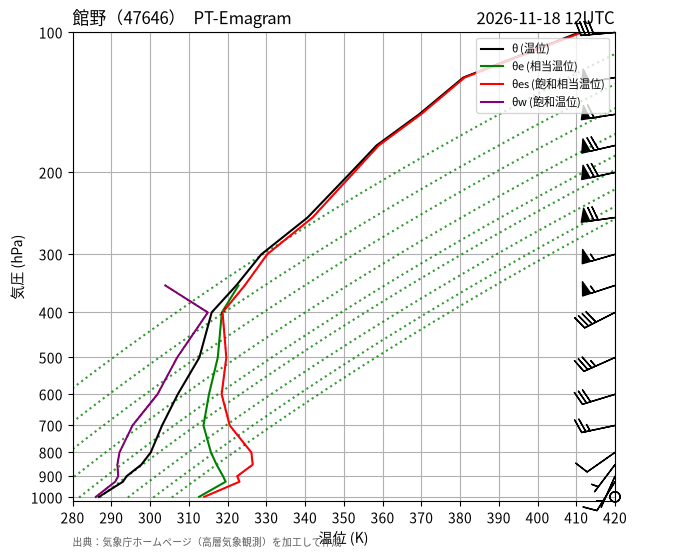 館野（47646） PT-Emagram 2026-11-18 12UTC
θ (温位)
θe (相当温位)
θes (飽和相当温位)
θw (飽和温位)
気圧 (hPa)
100
200
300
400
500
600
700
800
900
1000
280 290 300 310 320 330 340 350 360 370 380 390 400 410 420
温位 (K)
出典：気象庁ホームページ（高層気象観測）を加工して作成